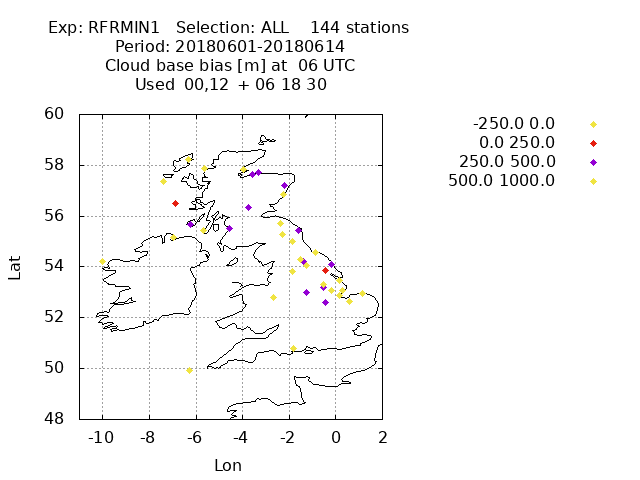 Exp: RFRMIN1 Selection: ALL 144 stations
Period: 20180601-20180614
Cloud base bias [m] at 06 UTC
Used 00,12 + 06 18 30
-250.0 0.0
0.0 250.0
250.0 500.0
500.0 1000.0
60
58
56
54
52
50
48
Lat
-10 -8 -6 -4 -2 0 2
Lon